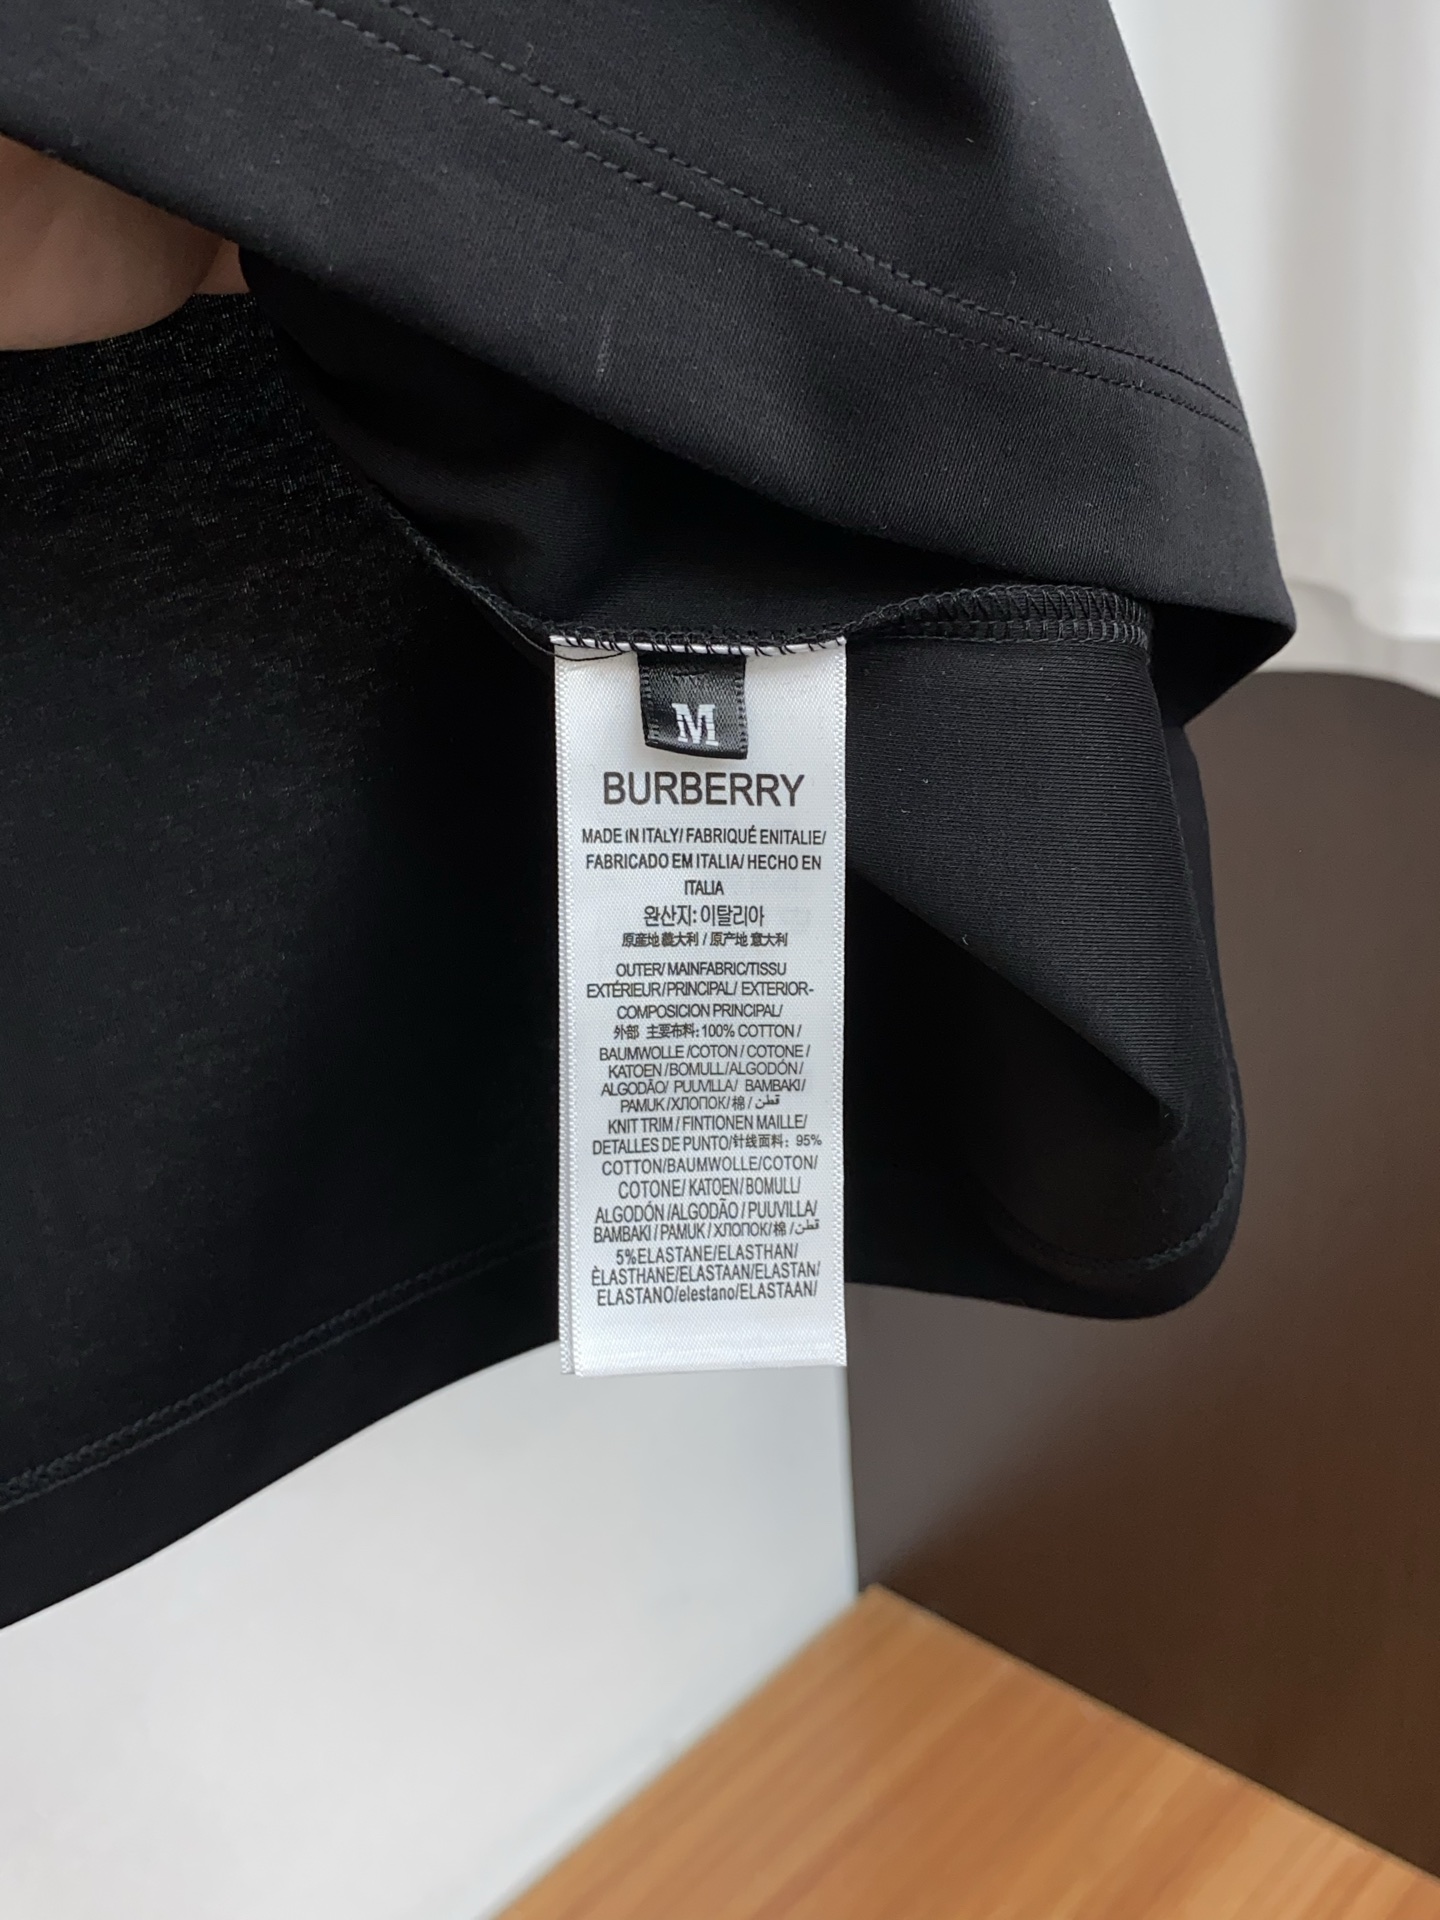 M
BURBERRY
MADE IN ITALY/ FABRIQUÉ ENITALIE/
FABRICADO EM ITALIA/ HECHO EN
ITALIA
완산지: 이탈리아
原産地 義大利 / 原产地 意大利
OUTER/ MAINFABRIC/TISSU
EXTÉRIEUR/PRINCIPAL/ EXTERIOR-
COMPOSICION PRINCIPAL/
外部 主要布料: 100% COTTON /
BAUMWOLLE /COTON / COTONE /
KATOEN /BOMULL/ALGODÓN /
ALGODÃO/ PUUVILLA/ BAMBAKI/
PAMUK /ХЛОПОК/ 棉 / قطن
KNIT TRIM / FINTIONEN MAILLE/
DETALLES DE PUNTO/针线面料: 95%
COTTON/BAUMWOLLE/COTON/
COTONE/ KATOEN/BOMULL/
ALGODÓN /ALGODÃO / PUUVILLA/
BAMBAKI / PAMUK / ХЛОПОК/ 棉 / قطن
5%ELASTANE/ELASTHAN/
ÈLASTHANE/ELASTAAN/ELASTAN/
ELASTANO/elestano/ELASTAAN/